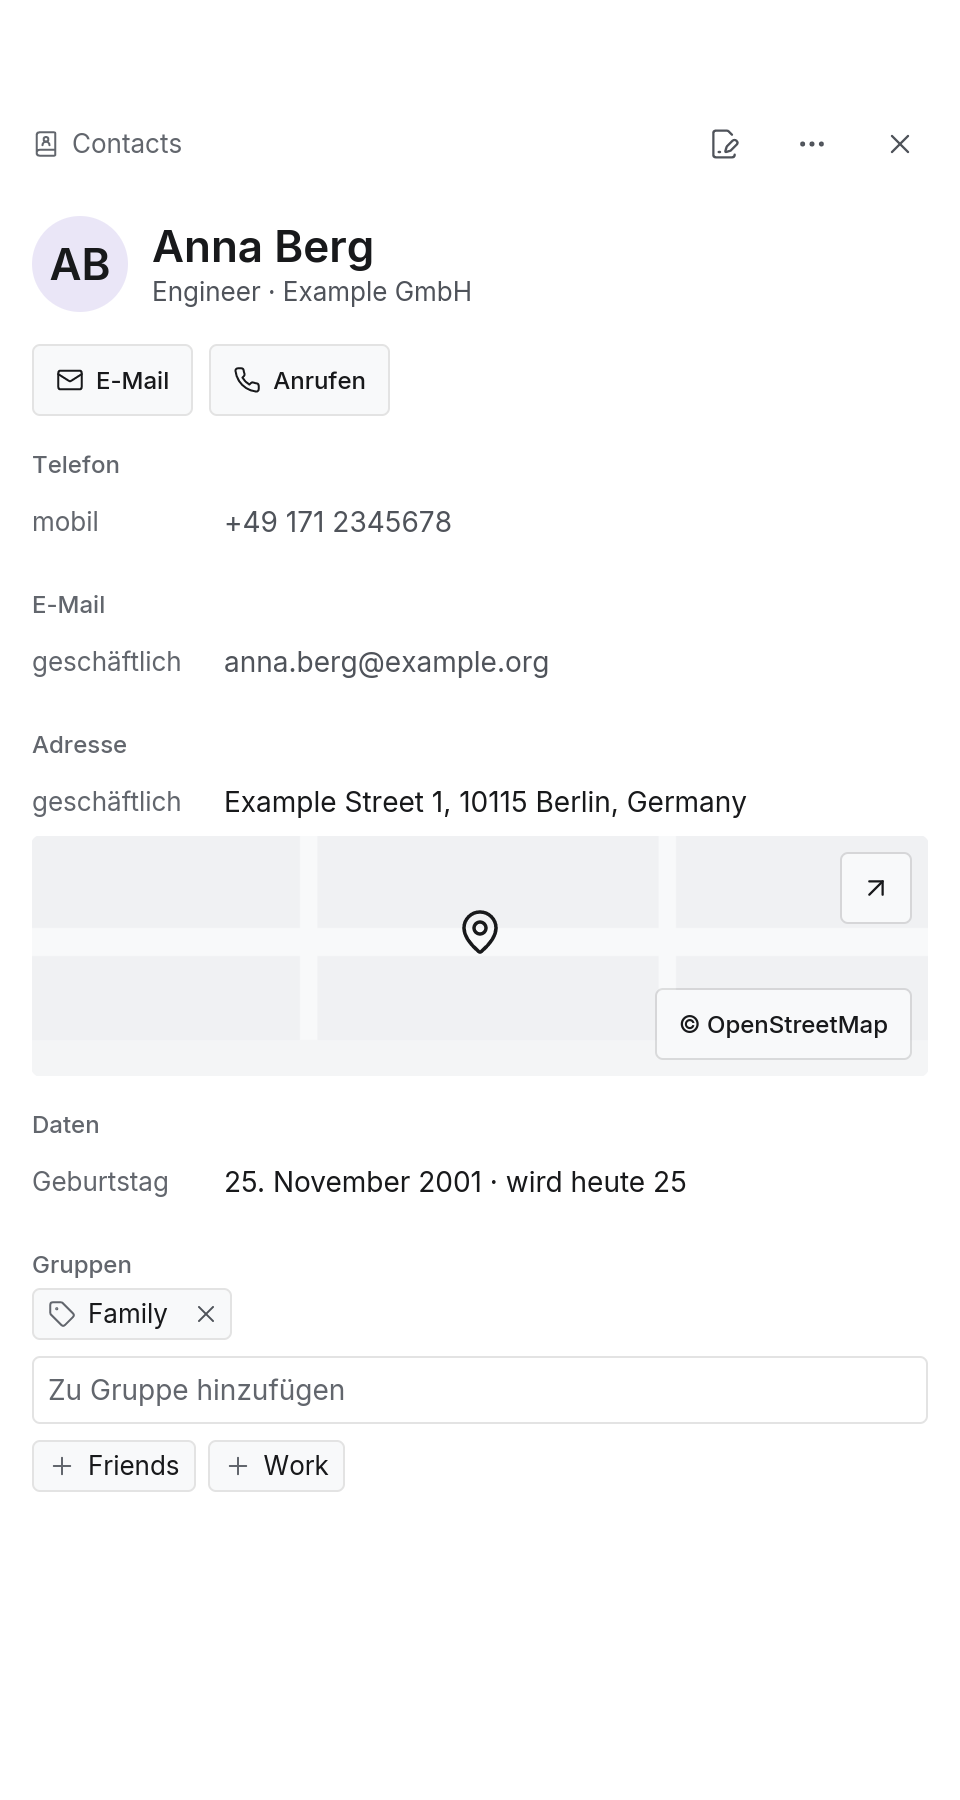 Contacts
AB
Anna Berg
Engineer · Example GmbH
E-Mail
Anrufen
Telefon
mobil +49 171 2345678
E-Mail
geschäftlich anna.berg@example.org
Adresse
geschäftlich Example Street 1, 10115 Berlin, Germany
© OpenStreetMap
Daten
Geburtstag 25. November 2001 · wird heute 25
Gruppen
Family
Zu Gruppe hinzufügen
Friends
Work